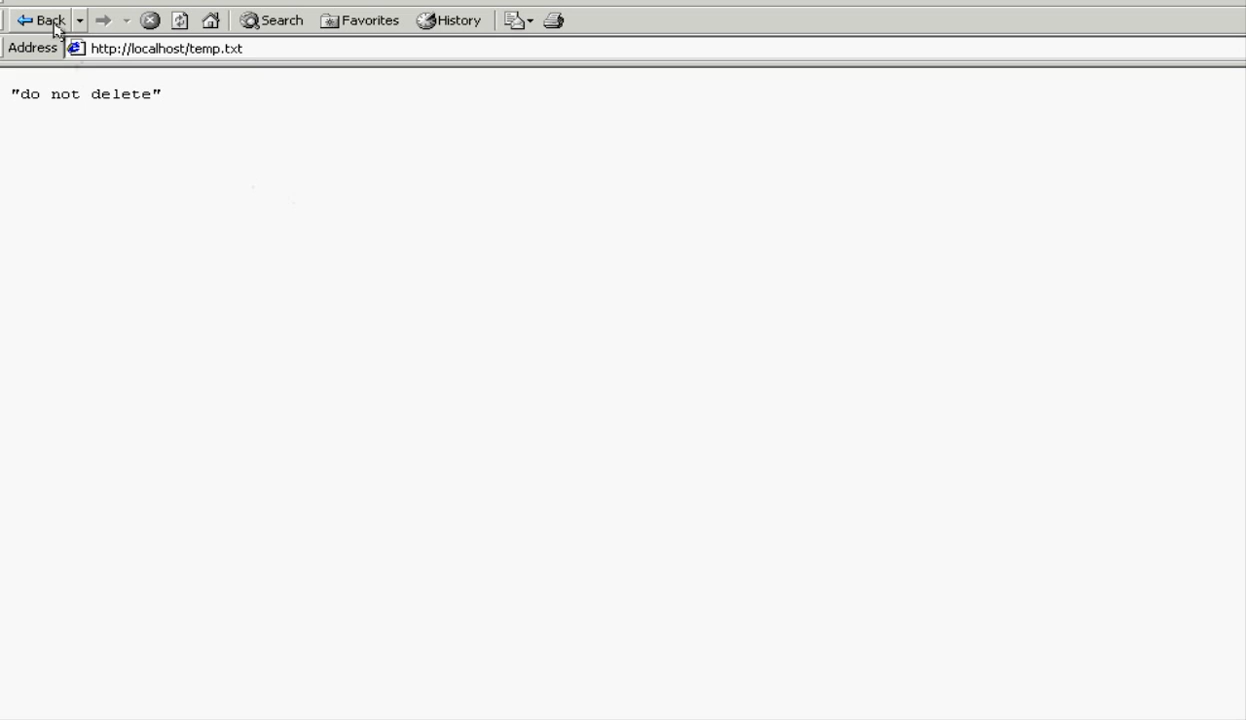 Back Search Favorites History
Address http://localhost/temp.txt
"do not delete"